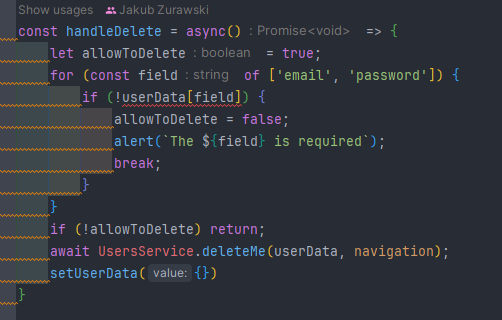 Show usages Jakub Zurawski
const handleDelete = async() : Promise<void> => {
let allowToDelete : boolean = true;
for (const field : string of ['email', 'password']) {
if (!userData[field]) {
allowToDelete = false;
alert(`The ${field} is required`);
break;
}
}
if (!allowToDelete) return;
await UsersService.deleteMe(userData, navigation);
setUserData( value: {})
}